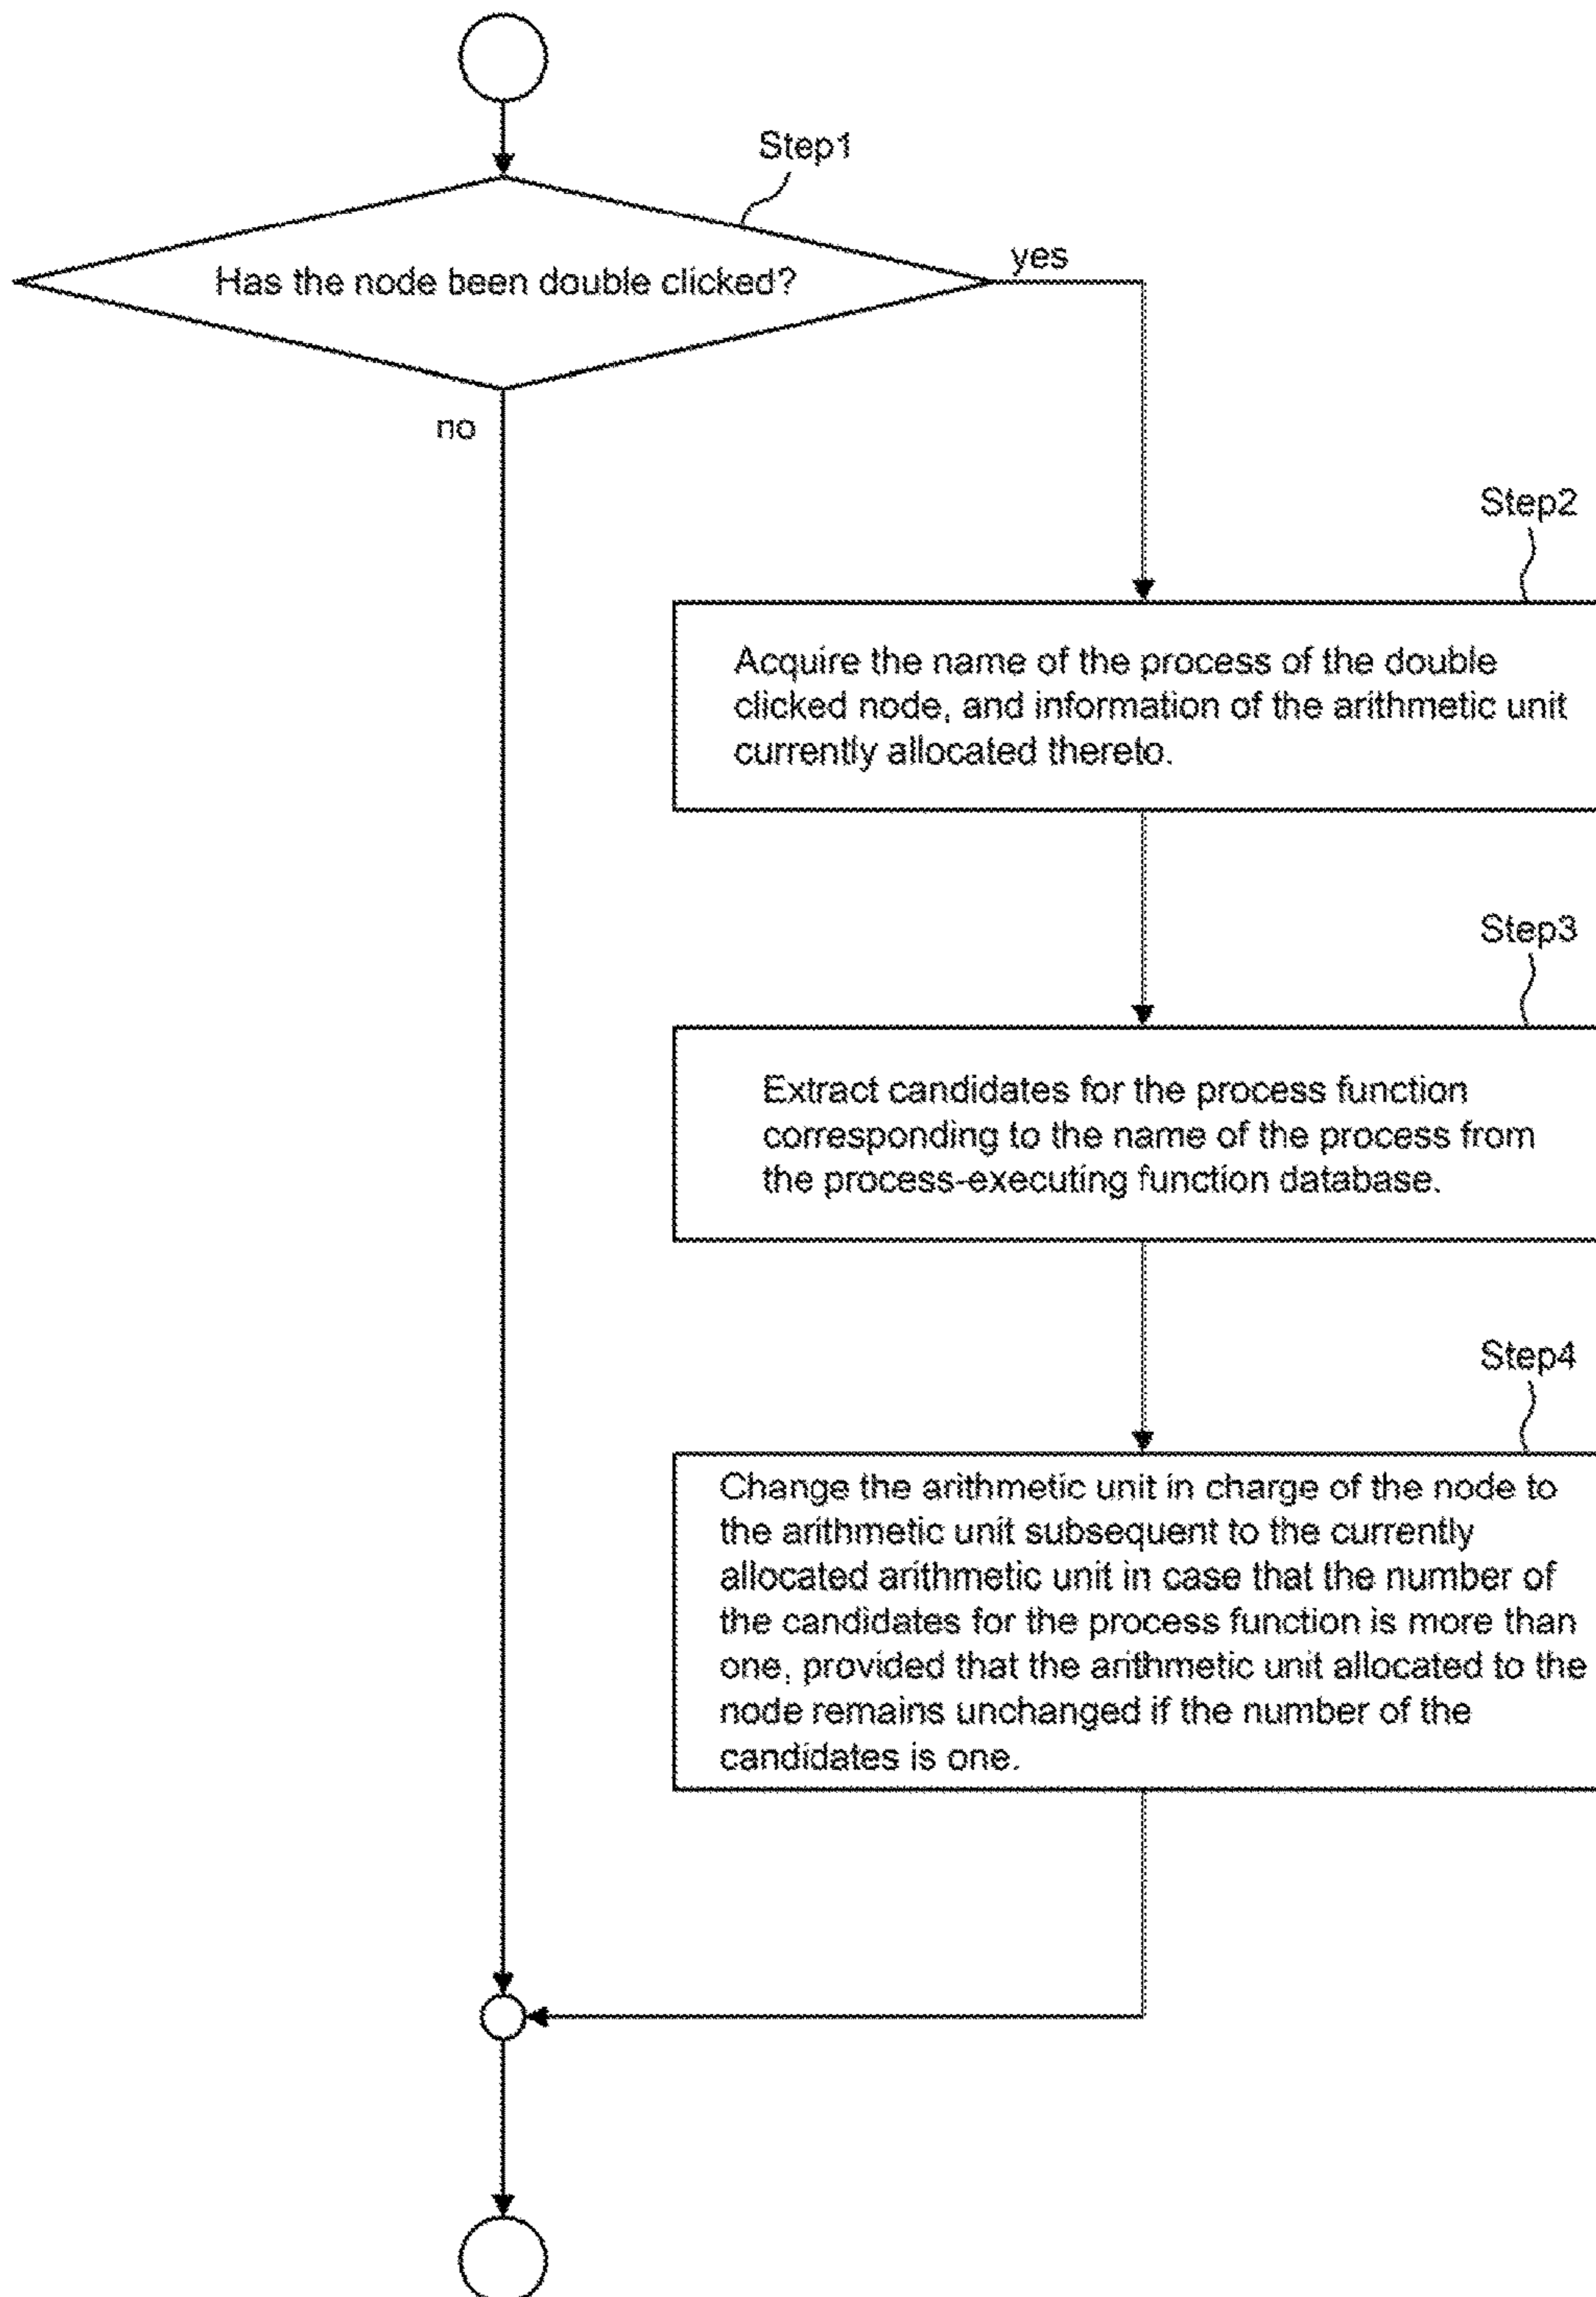 Step1
Has the node been double clicked?
yes
no
Step2
Acquire the name of the process of the double
clicked node, and information of the arithmetic unit
currently allocated thereto.
Step3
Extract candidates for the process function
corresponding to the name of the process from
the process-executing function database.
Step4
Change the arithmetic unit in charge of the node to
the arithmetic unit subsequent to the currently
allocated arithmetic unit in case that the number of
the candidates for the process function is more than
one, provided that the arithmetic unit allocated to the
node remains unchanged if the number of the
candidates is one.